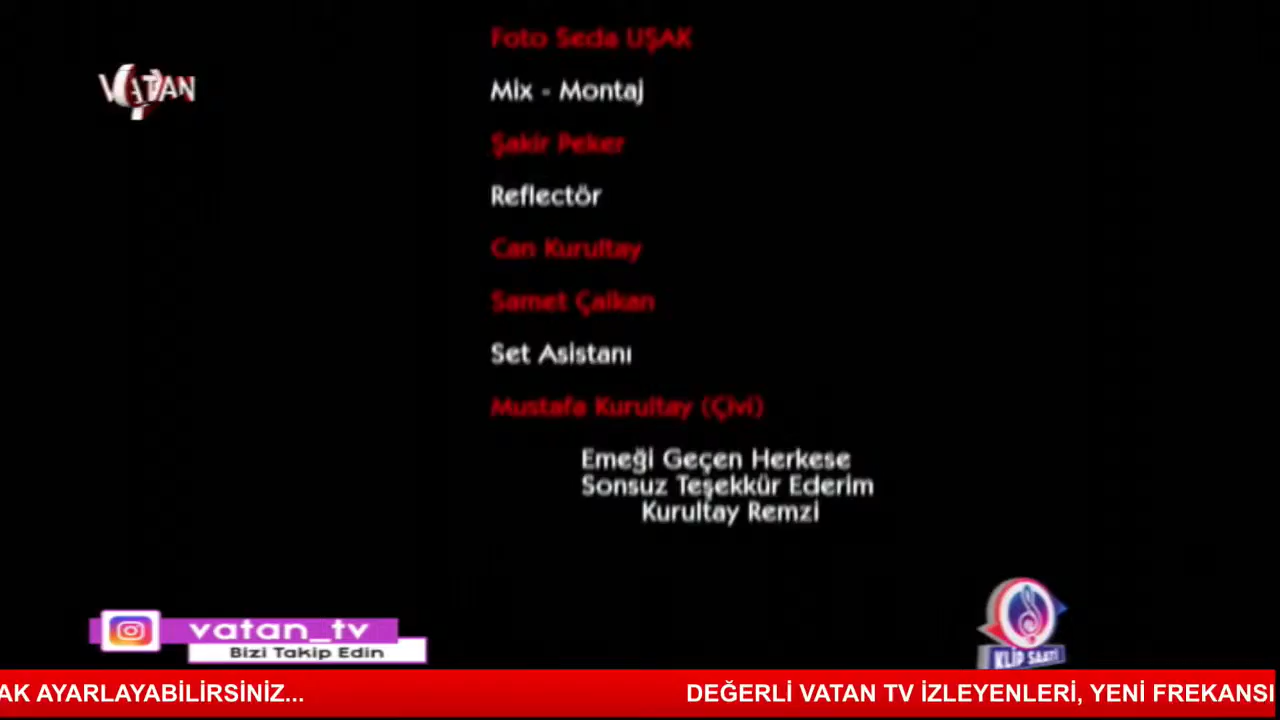 Foto Seda UŞAK
VATAN
Mix - Montaj
Şakir Peker
Reflectör
Can Kurultay
Samet Çalkan
Set Asistanı
Mustafa Kurultay (Çivi)
Emeği Geçen Herkese
Sonsuz Teşekkür Ederim
Kurultay Remzi
vatan_tv
Bizi Takip Edin
KLİP SAATİ
AK AYARLAYABİLİRSİNİZ... DEĞERLİ VATAN TV İZLEYENLERİ, YENİ FREKANSI